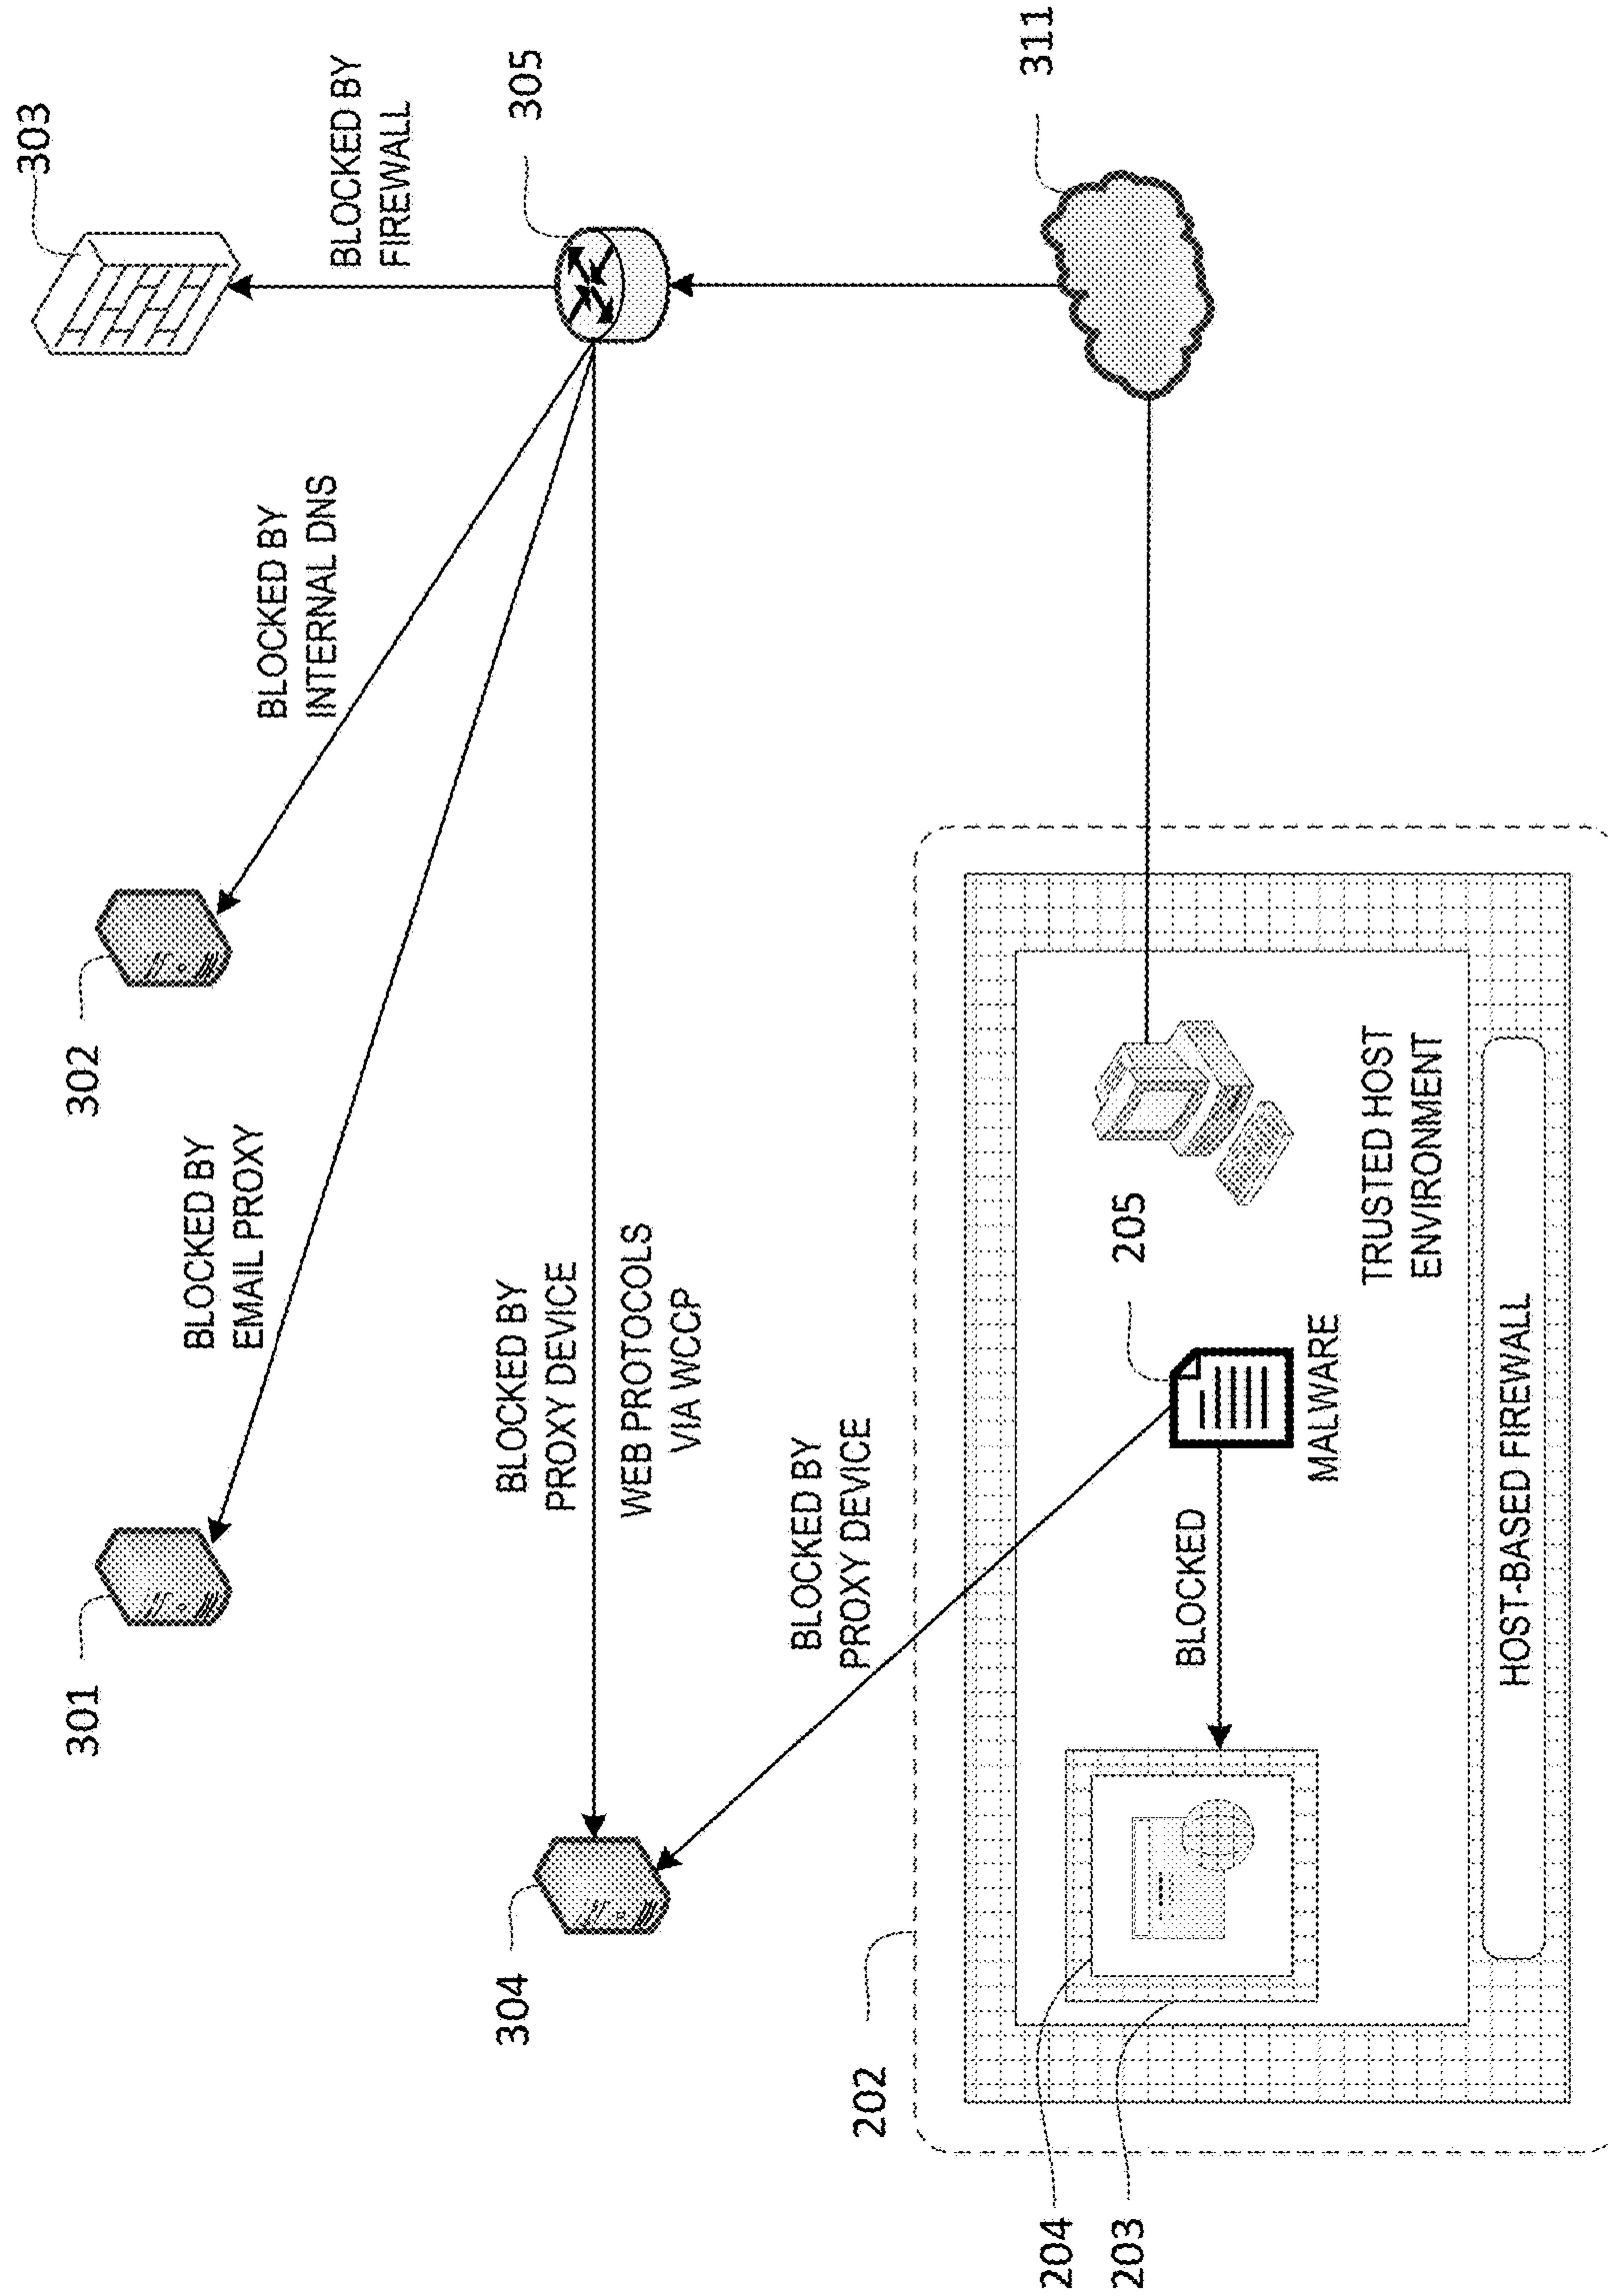 303
BLOCKED BY
FIREWALL
305
311
BLOCKED BY
INTERNAL DNS
302
BLOCKED BY
EMAIL PROXY
301
BLOCKED BY
PROXY DEVICE
WEB PROTOCOLS
VIA WCCP
304
BLOCKED BY
PROXY DEVICE
202
205
MALWARE
BLOCKED
TRUSTED HOST
ENVIRONMENT
HOST-BASED FIREWALL
204
203